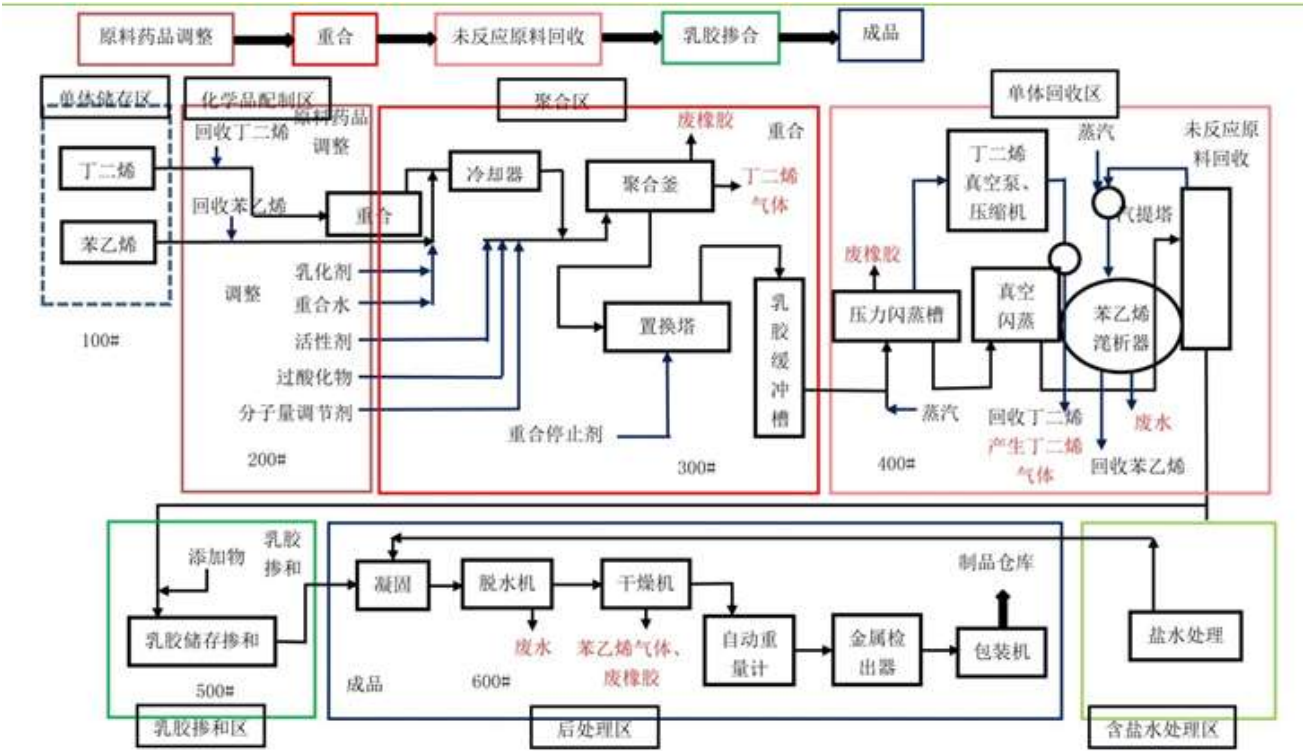 原料药品调整
重合
未反应原料回收
乳胶掺合
成品
单体储存区
化学品配制区
聚合区
单体回收区
丁二烯
苯乙烯
100#
原料药品
调整
回收丁二烯
回收苯乙烯
重合
调整
乳化剂
重合水
活性剂
过酸化物
分子量调节剂
200#
冷却器
聚合釜
废橡胶
重合
丁二烯
气体
置换塔
乳
胶
缓
冲
槽
重合停止剂
300#
丁二烯
真空泵、
压缩机
蒸汽
未反应原
料回收
汽提塔
废橡胶
压力闪蒸槽
真空
闪蒸
苯乙烯
滗析器
蒸汽
回收丁二烯
产生丁二烯
气体
废水
回收苯乙烯
400#
添加物
乳胶
掺和
乳胶储存掺和
500#
乳胶掺和区
凝固
脱水机
干燥机
废水
苯乙烯气体、
废橡胶
自动重
量计
金属检
出器
包装机
制品仓库
成品
600#
后处理区
盐水处理
含盐水处理区